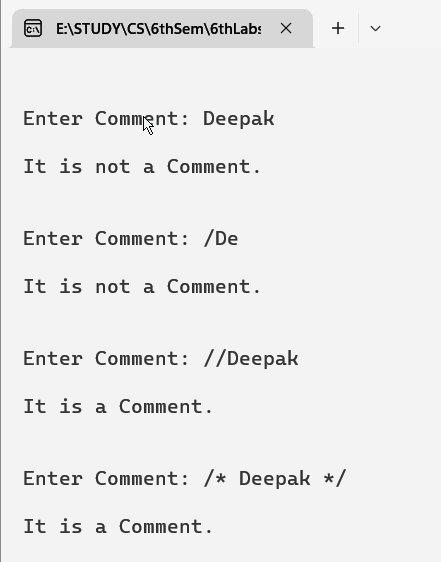 E:\STUDY\CS\6thSem\6thLabs
Enter Comment: Deepak
It is not a Comment.
Enter Comment: /De
It is not a Comment.
Enter Comment: //Deepak
It is a Comment.
Enter Comment: /* Deepak */
It is a Comment.